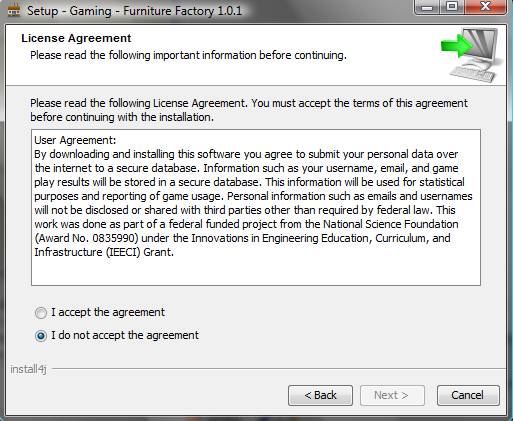 Setup - Gaming - Furniture Factory 1.0.1
License Agreement
Please read the following important information before continuing.
Please read the following License Agreement. You must accept the terms of this agreement
before continuing with the installation.
User Agreement:
By downloading and installing this software you agree to submit your personal data over
the internet to a secure database. Information such as your username, email, and game
play results will be stored in a secure database. This information will be used for statistical
purposes and reporting of game usage. Personal information such as emails and usernames
will not be disclosed or shared with third parties other than required by federal law. This
work was done as part of a federal funded project from the National Science Foundation
(Award No. 0835990) under the Innovations in Engineering Education, Curriculum, and
Infrastructure (IEECI) Grant.
I accept the agreement
I do not accept the agreement
install4j
< Back
Next >
Cancel